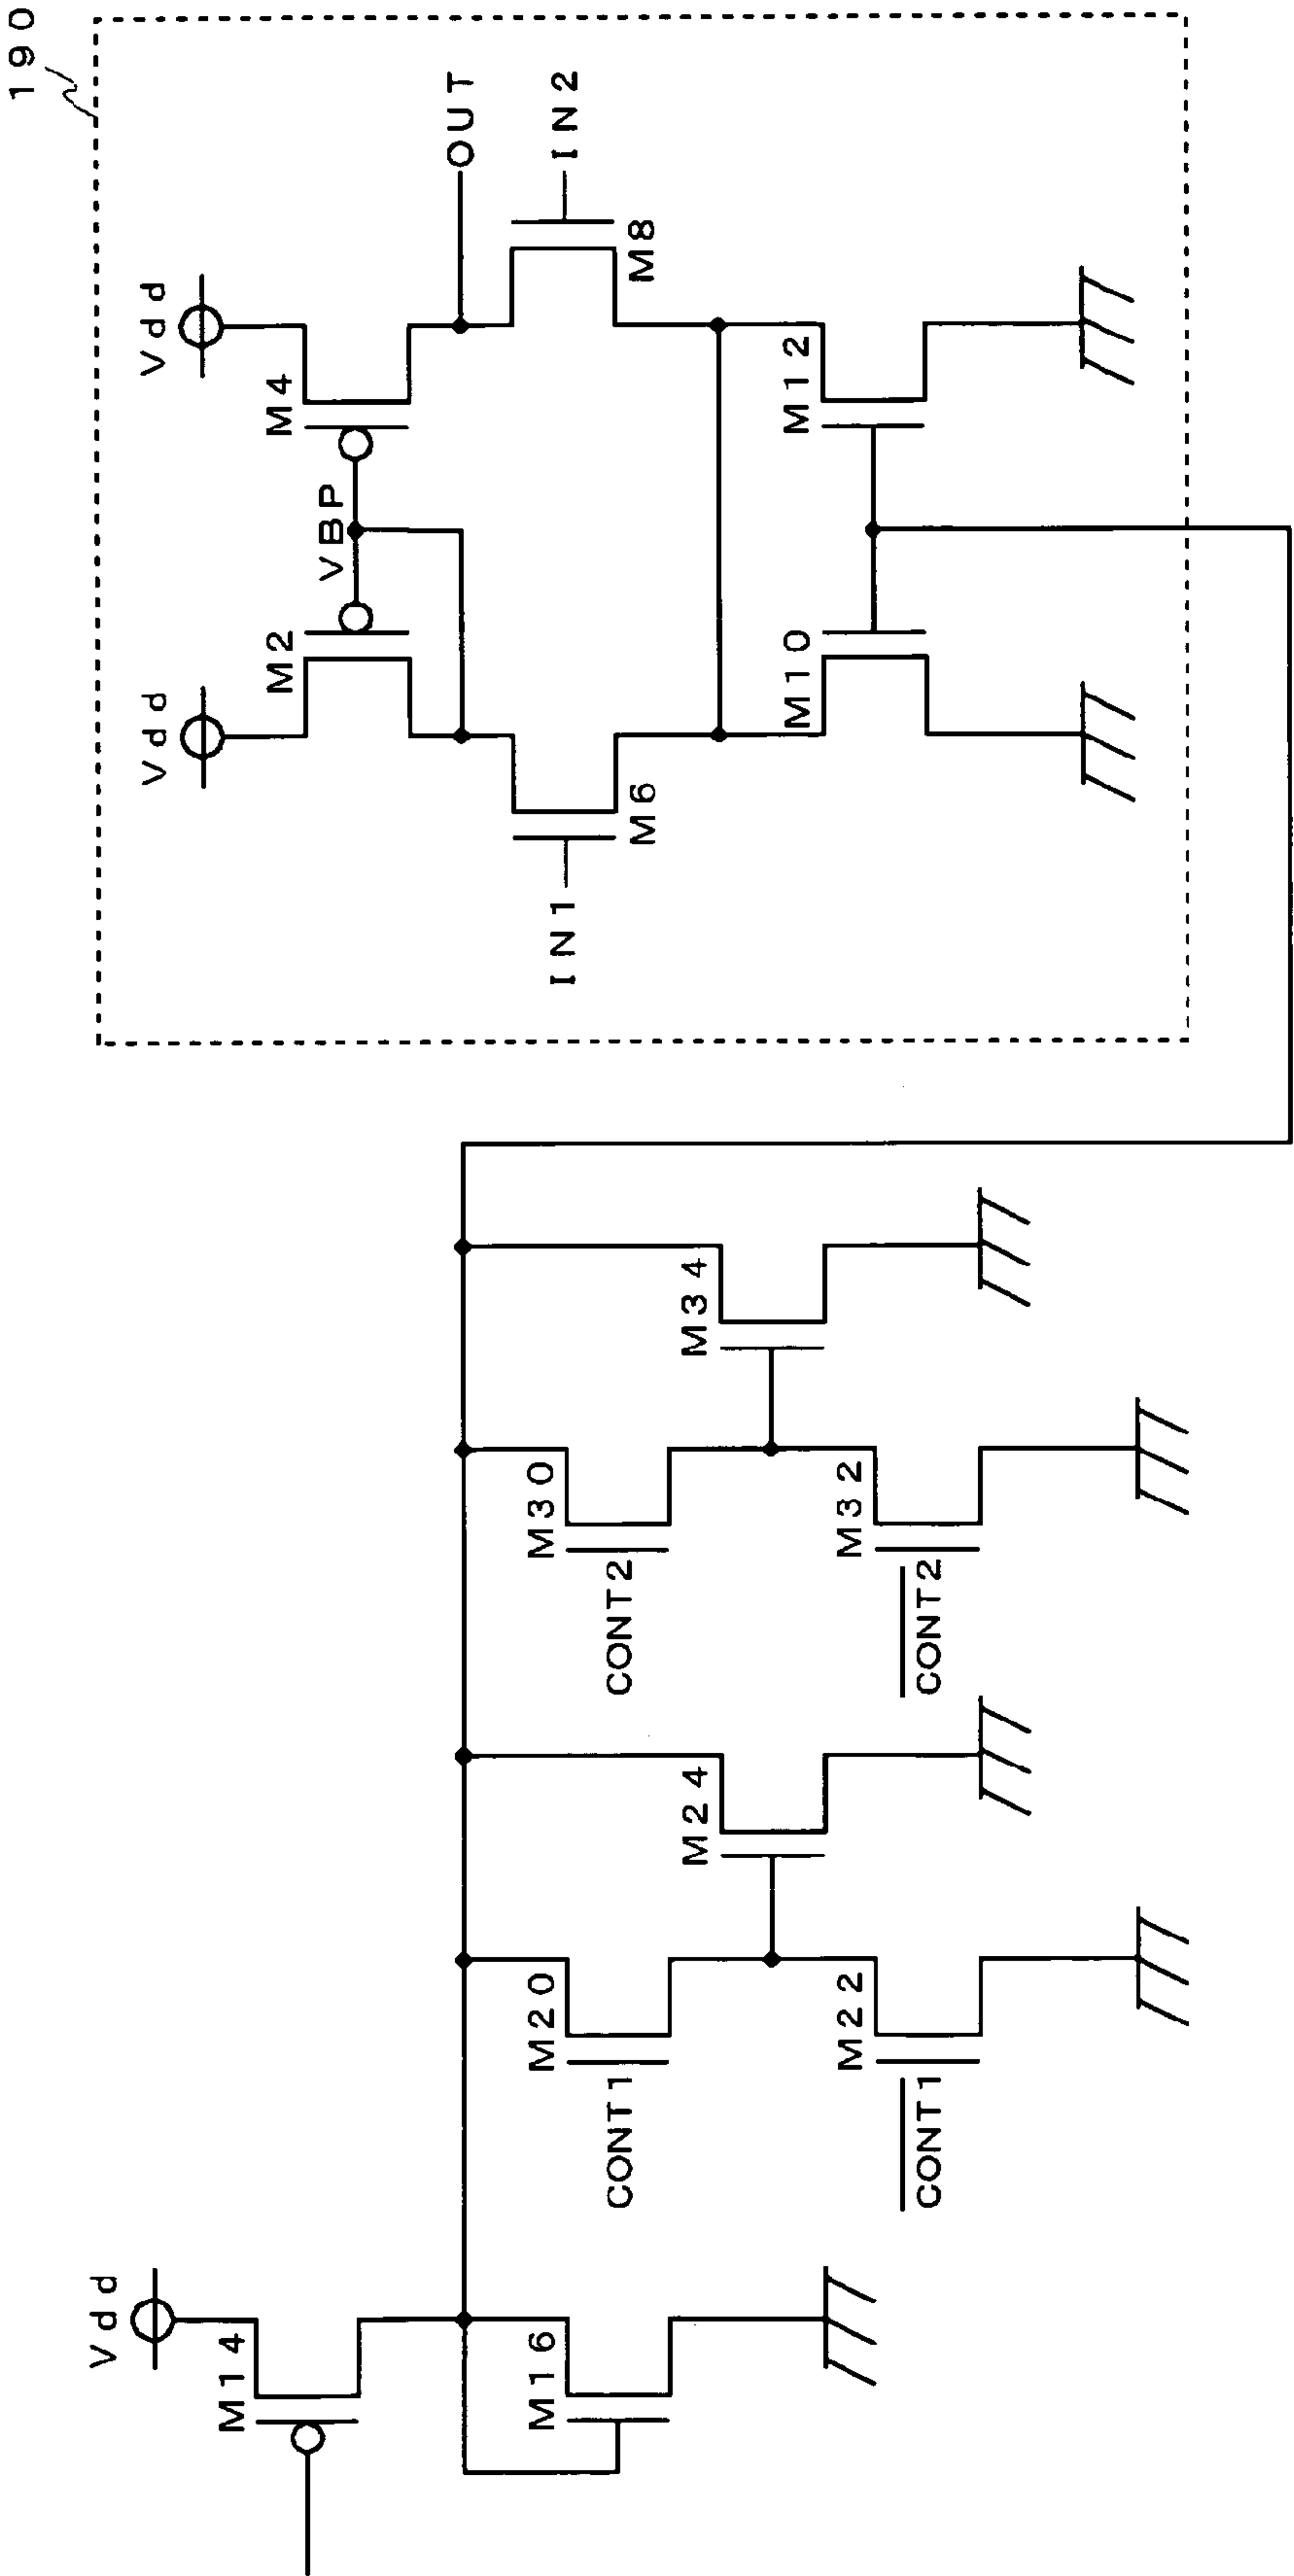 190
Vdd
Vdd
M2
VBP
M4
OUT
IN1
M6
M8
IN2
M10
M12
Vdd
M14
M16
CONT1
M20
CONT1
M22
M24
CONT2
M30
CONT2
M32
M34